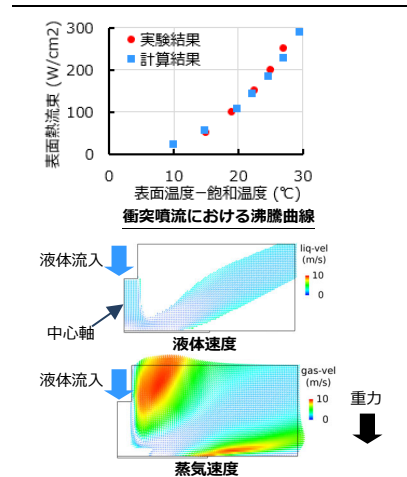 300
200
100
0
表面熱流束 (W/cm2)
実験結果
計算結果
0
10
20
30
表面温度−飽和温度 (℃)
衝突噴流における沸騰曲線
液体流入
中心軸
liq-vel
(m/s)
10
0
液体速度
液体流入
gas-vel
(m/s)
10
0
重力
蒸気速度